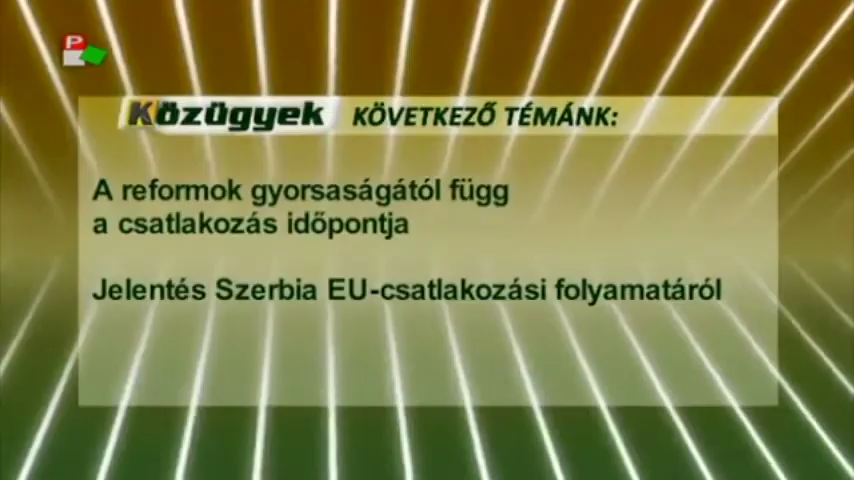 P
Közügyek KÖVETKEZŐ TÉMÁNK:
A reformok gyorsaságától függ
a csatlakozás időpontja
Jelentés Szerbia EU-csatlakozási folyamatáról